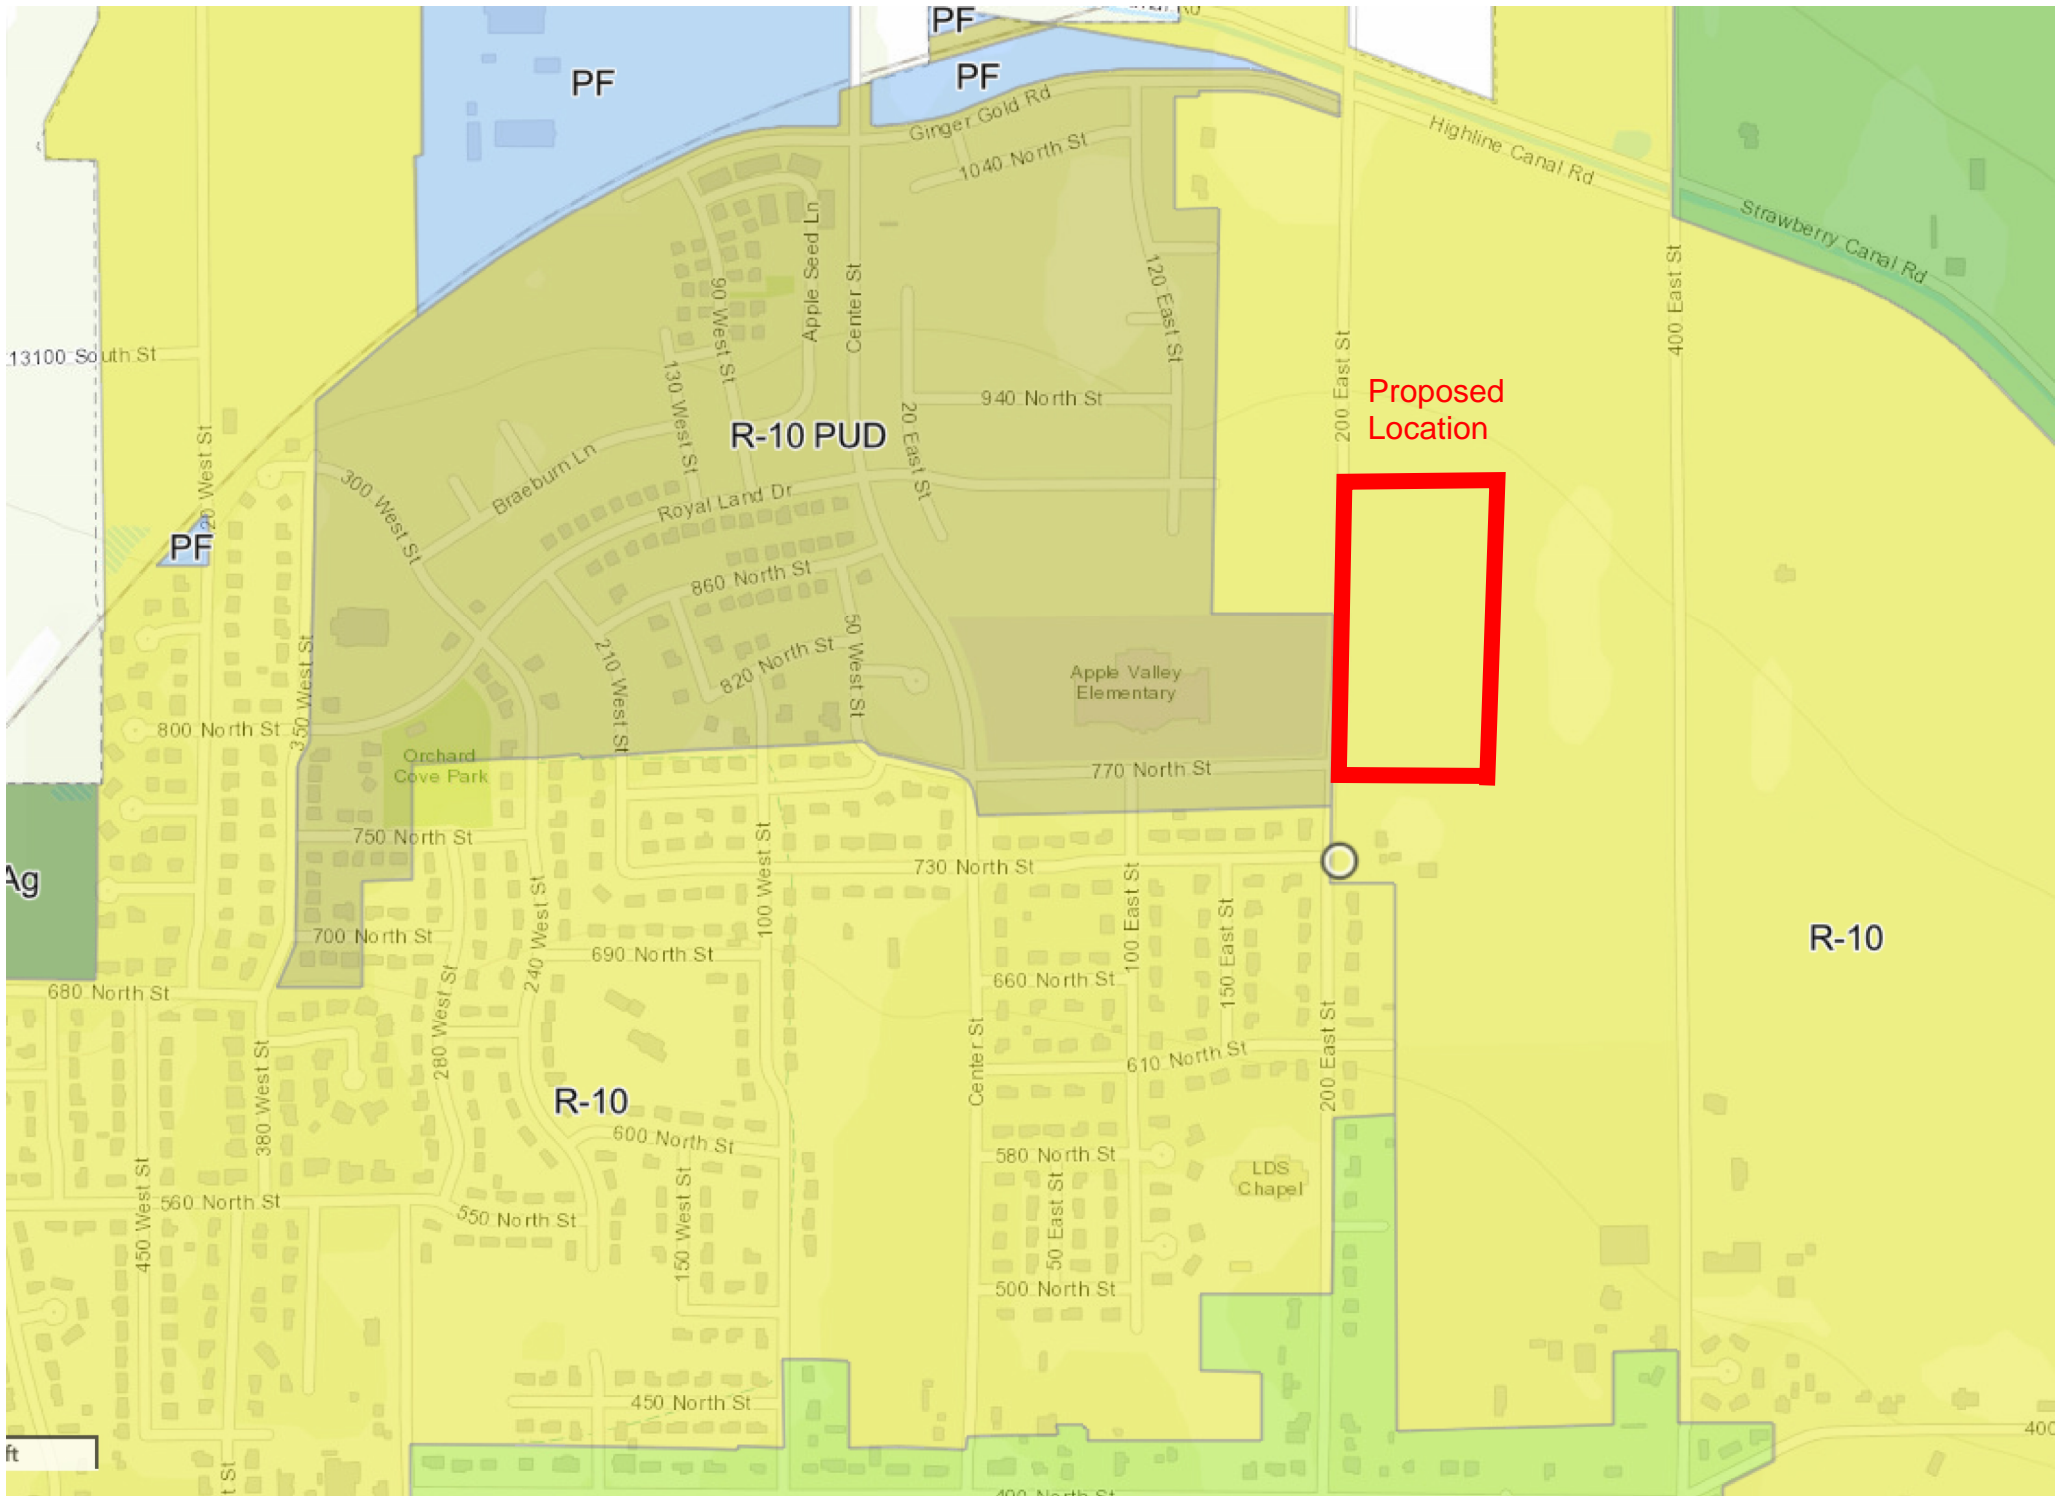 PF
PF
PF
Ginger Gold Rd
1040 North St
Highline Canal Rd
Strawberry Canal Rd
Apple Seed Ln
Center St
120 East St
90 West St
400 East St
200 East St
13100 South St
130 West St
940 North St
Proposed
Location
R-10 PUD
20 East St
Braeburn Ln
300 West St
Royal Land Dr
PF
860 North St
50 West St
210 West St
820 North St
350 West St
Apple Valley
Elementary
800 North St
Orchard
Cove Park
770 North St
750 North St
100 West St
730 North St
Ag
240 West St
100 East St
150 East St
700 North St
690 North St
R-10
660 North St
680 North St
280 West St
200 East St
Center St
610 North St
380 West St
R-10
600 North St
580 North St
LDS
Chapel
450 West St
560 North St
550 North St
150 West St
50 East St
500 North St
450 North St
400
ft
t St
400 North St